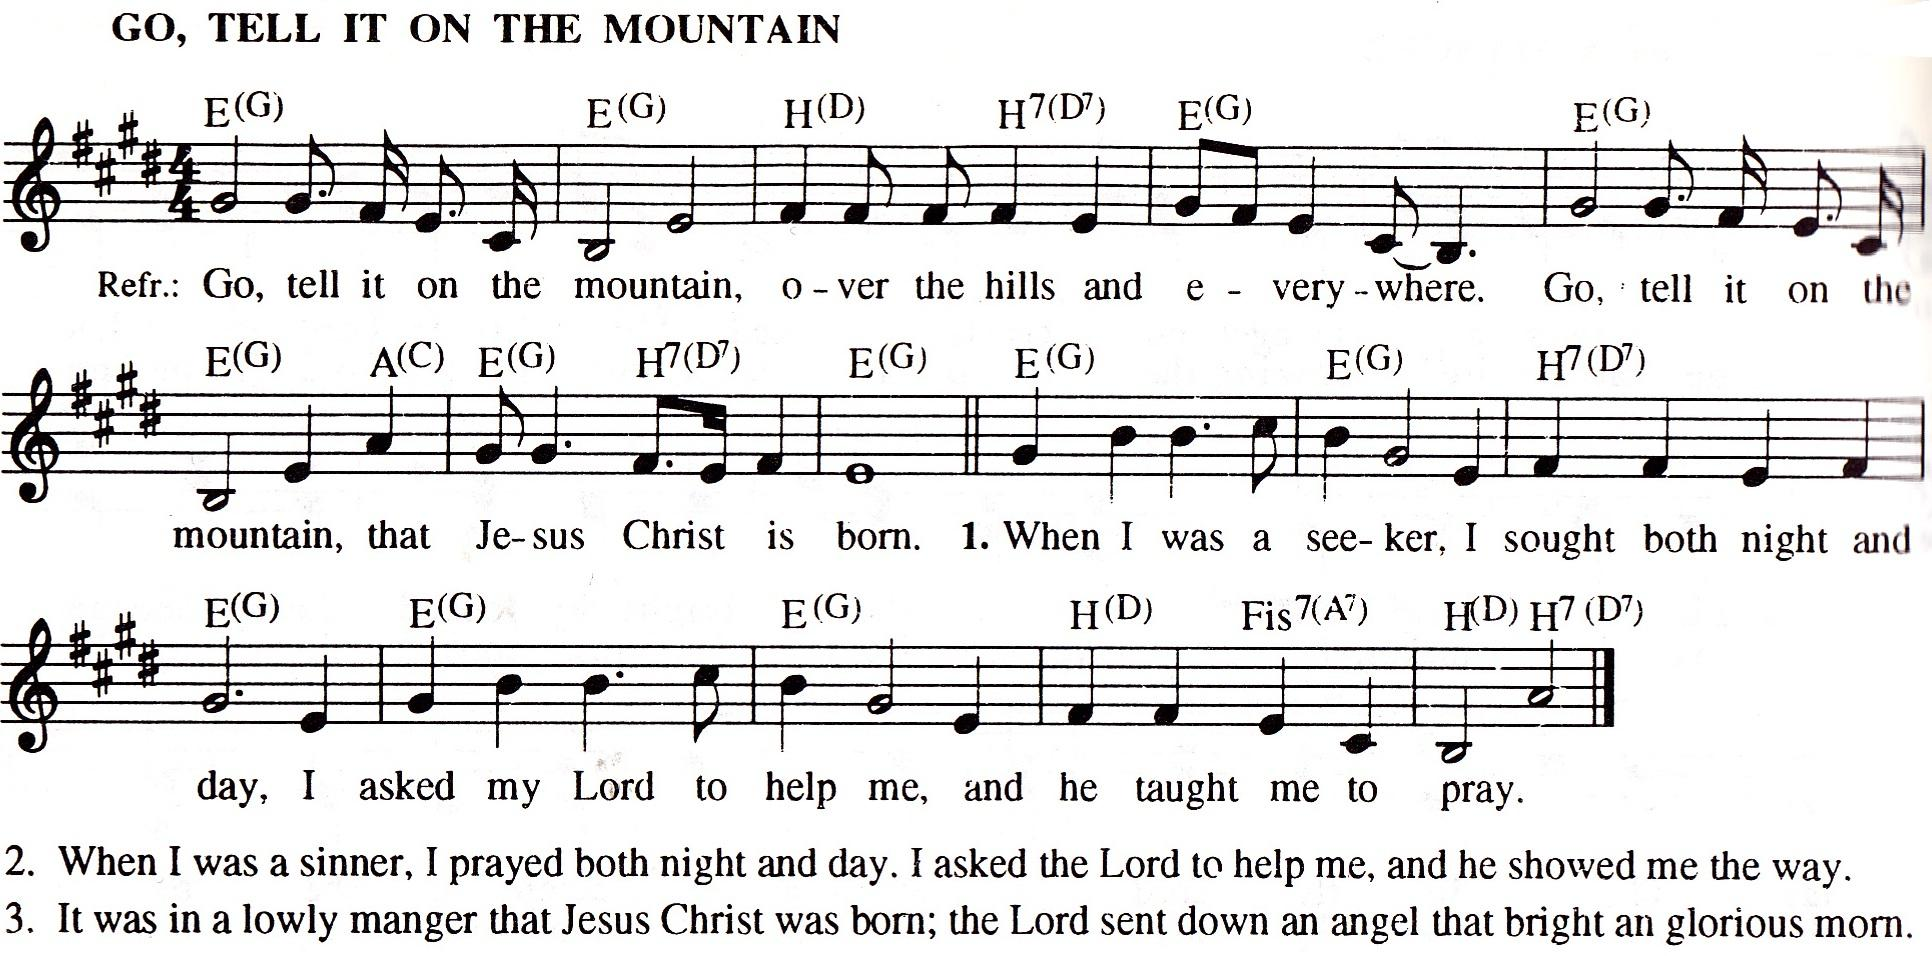 GO, TELL IT ON THE MOUNTAIN
E(G) E(G) H(D) H7(D7) E(G) E(G)
4
4
Refr.: Go, tell it on the mountain, o-ver the hills and e-very-where. Go, tell it on the
E(G) A(C) E(G) H7(D7) E(G) E(G) E(G) H7(D7)
mountain, that Je-sus Christ is born. 1. When I was a see-ker, I sought both night and
E(G) E(G) E(G) H(D) Fis7(A7) H(D) H7(D7)
day, I asked my Lord to help me, and he taught me to pray.
2. When I was a sinner, I prayed both night and day. I asked the Lord to help me, and he showed me the way.
3. It was in a lowly manger that Jesus Christ was born; the Lord sent down an angel that bright an glorious morn.